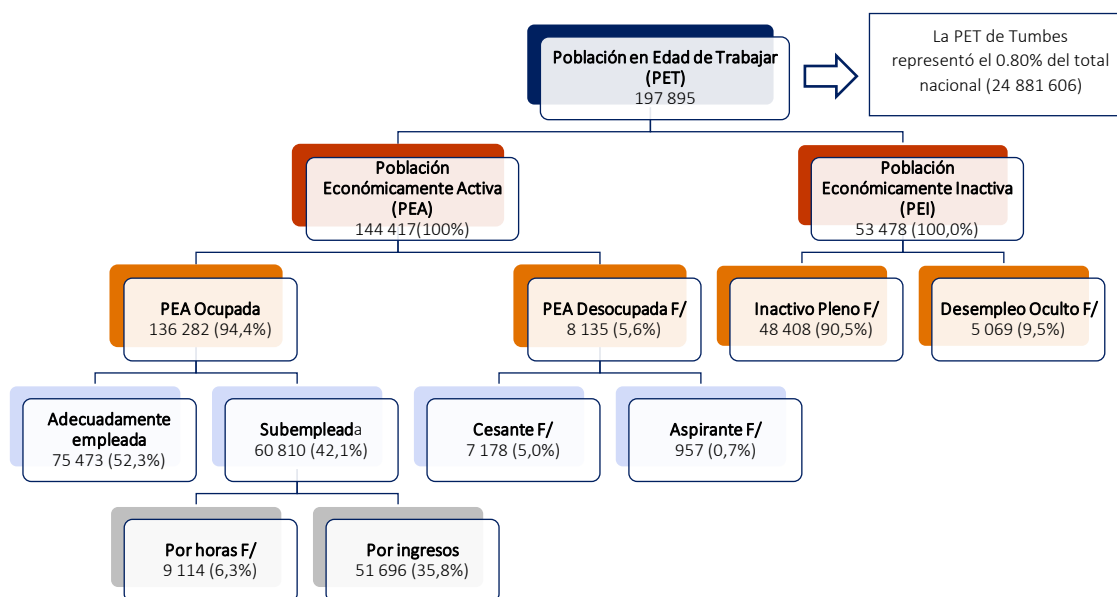 Población en Edad de Trabajar
(PET)
197 895
La PET de Tumbes
representó el 0.80% del total
nacional (24 881 606)
Población
Económicamente Activa
(PEA)
144 417(100%)
Población
Económicamente Inactiva
(PEI)
53 478 (100,0%)
PEA Ocupada
136 282 (94,4%)
PEA Desocupada F/
8 135 (5,6%)
Inactivo Pleno F/
48 408 (90,5%)
Desempleo Oculto F/
5 069 (9,5%)
Adecuadamente
empleada
75 473 (52,3%)
Subempleada
60 810 (42,1%)
Cesante F/
7 178 (5,0%)
Aspirante F/
957 (0,7%)
Por horas F/
9 114 (6,3%)
Por ingresos
51 696 (35,8%)